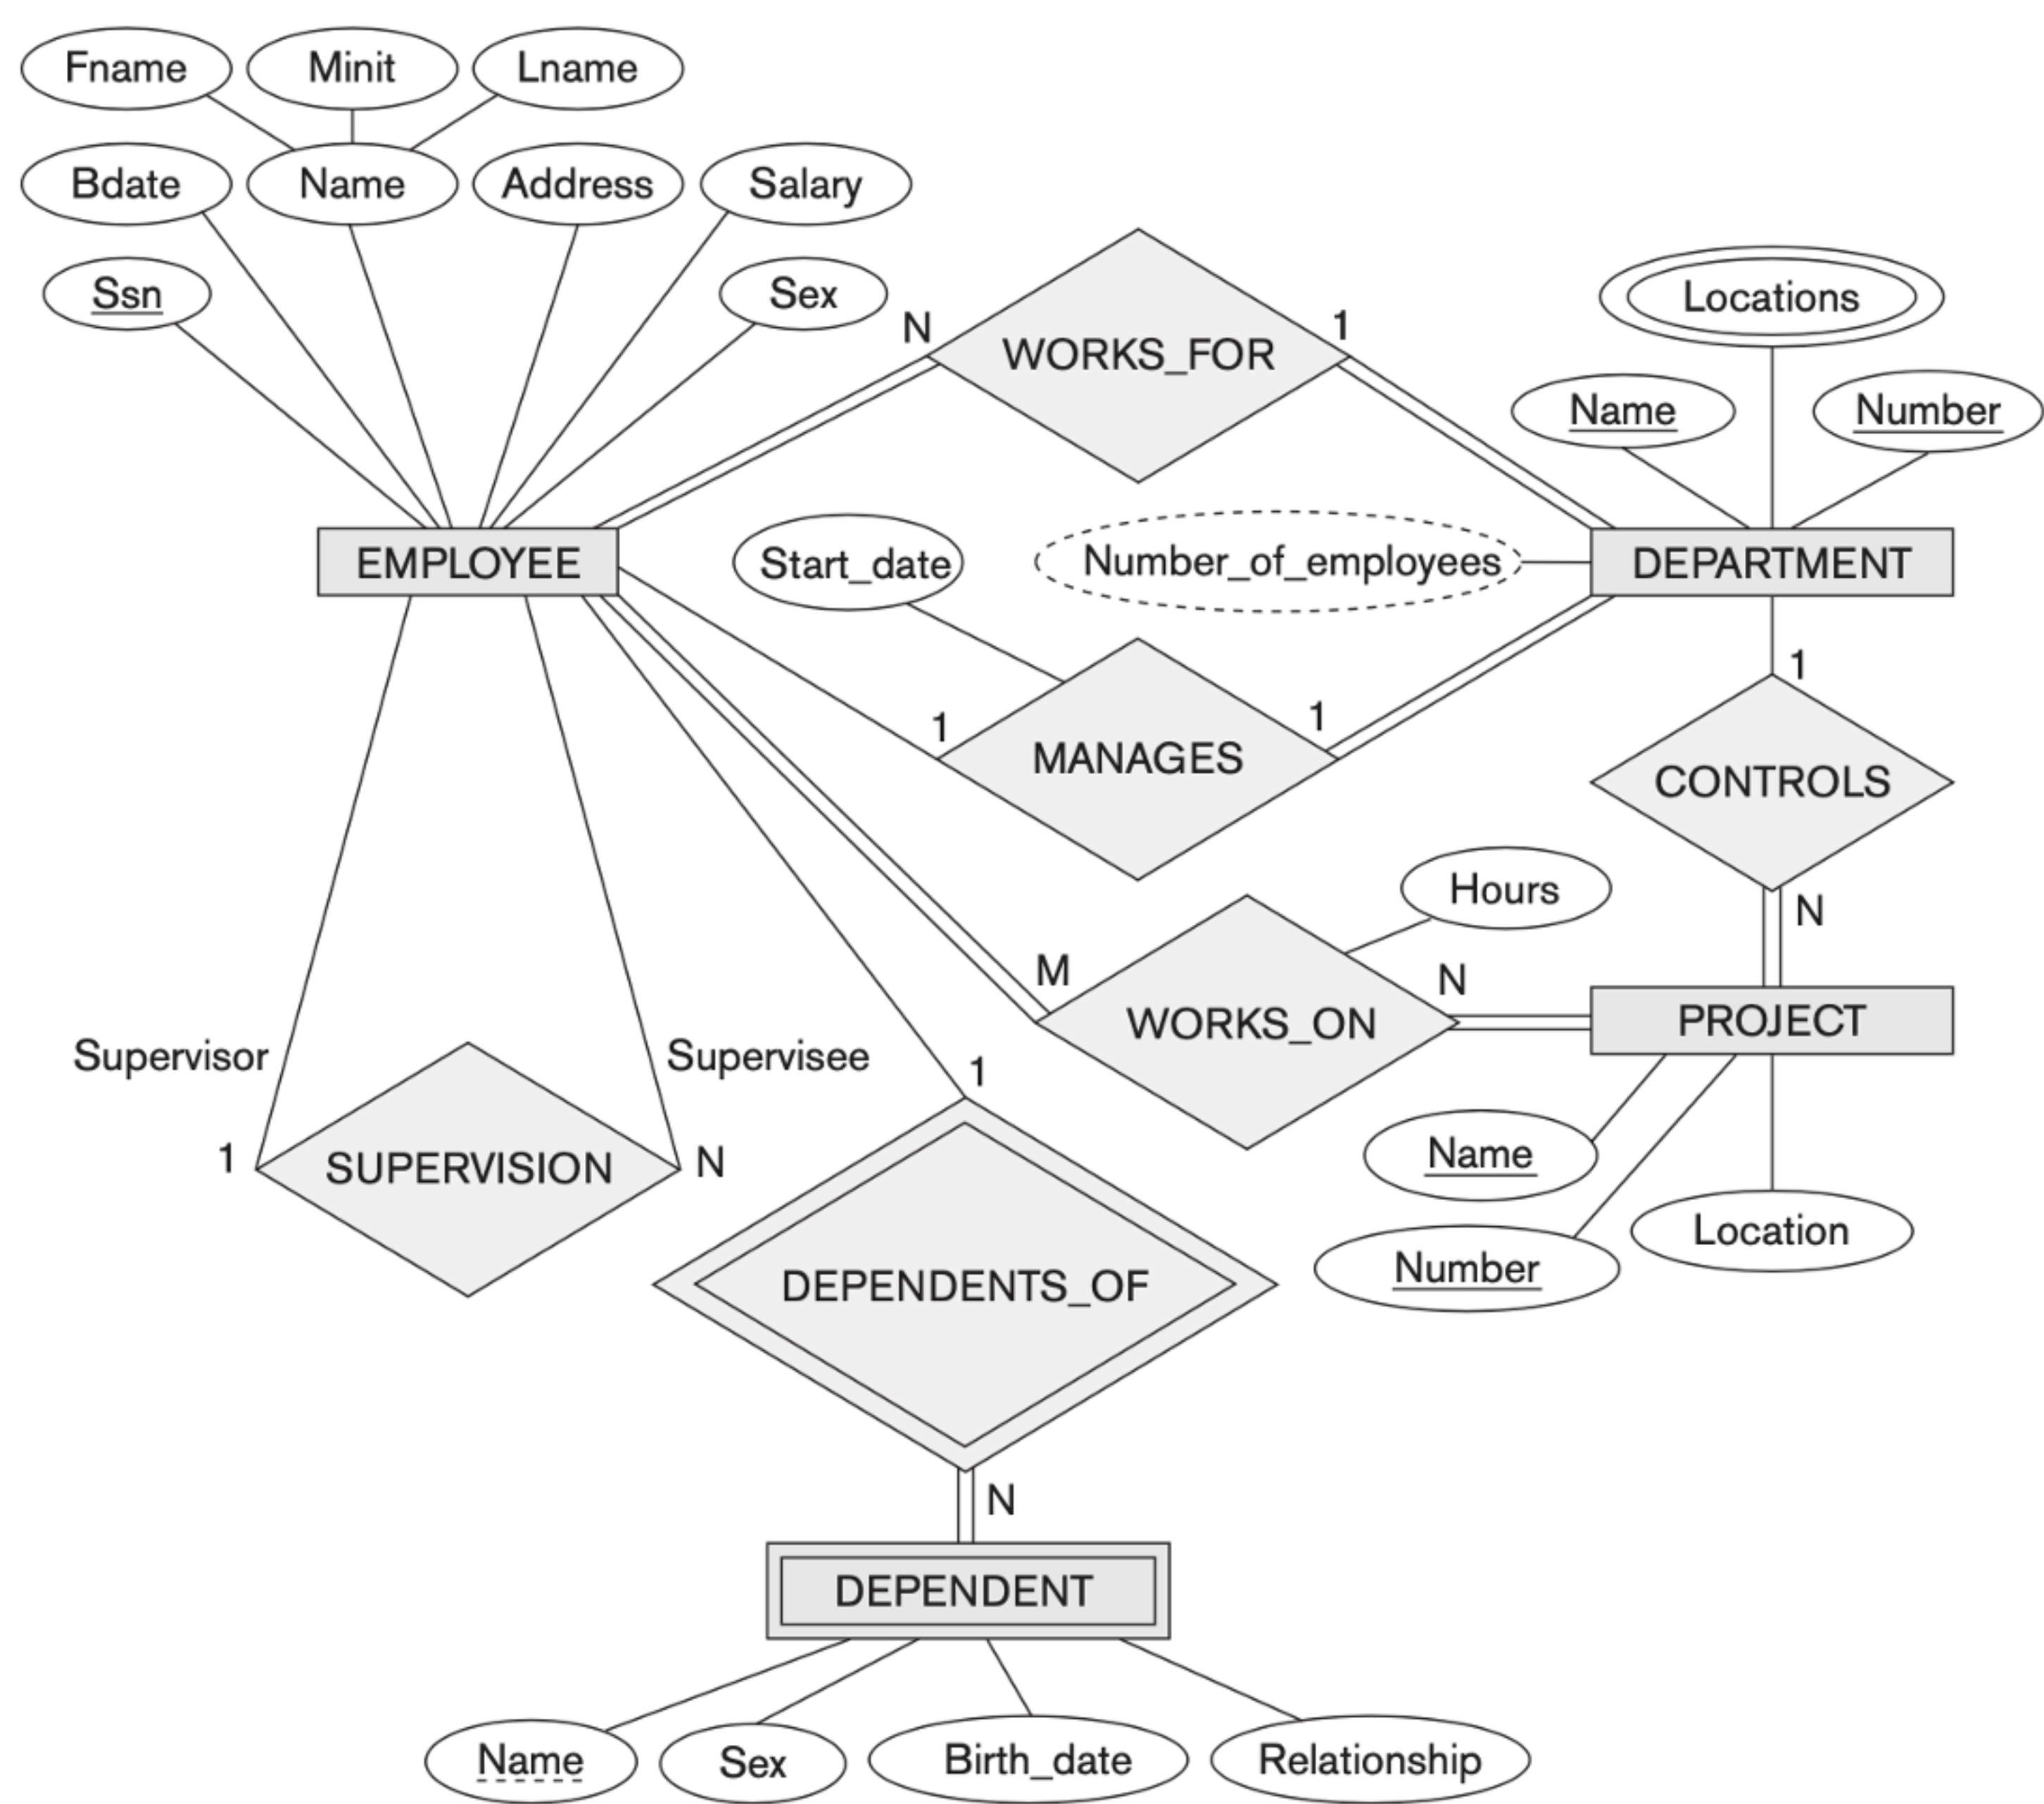 Fname
Minit
Lname
Bdate
Name
Address
Salary
Ssn
Sex
N
WORKS_FOR
1
Locations
Name
Number
EMPLOYEE
Start_date
Number_of_employees
DEPARTMENT
1
MANAGES
1
1
CONTROLS
N
Hours
M
WORKS_ON
N
PROJECT
Supervisor
Supervisee
1
SUPERVISION
N
1
Name
Number
Location
DEPENDENTS_OF
N
DEPENDENT
Name
Sex
Birth_date
Relationship